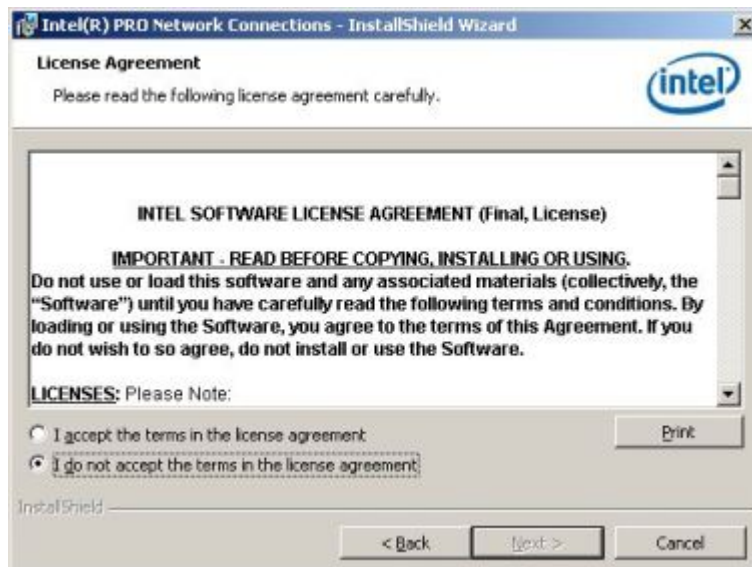 Intel(R) PRO Network Connections - InstallShield Wizard
License Agreement
Please read the following license agreement carefully.
intel
INTEL SOFTWARE LICENSE AGREEMENT (Final, License)
IMPORTANT - READ BEFORE COPYING, INSTALLING OR USING.
Do not use or load this software and any associated materials (collectively, the
“Software”) until you have carefully read the following terms and conditions. By
loading or using the Software, you agree to the terms of this Agreement. If you
do not wish to so agree, do not install or use the Software.
LICENSES: Please Note:
I accept the terms in the license agreement
Print
I do not accept the terms in the license agreement
InstallShield
< Back
Next >
Cancel